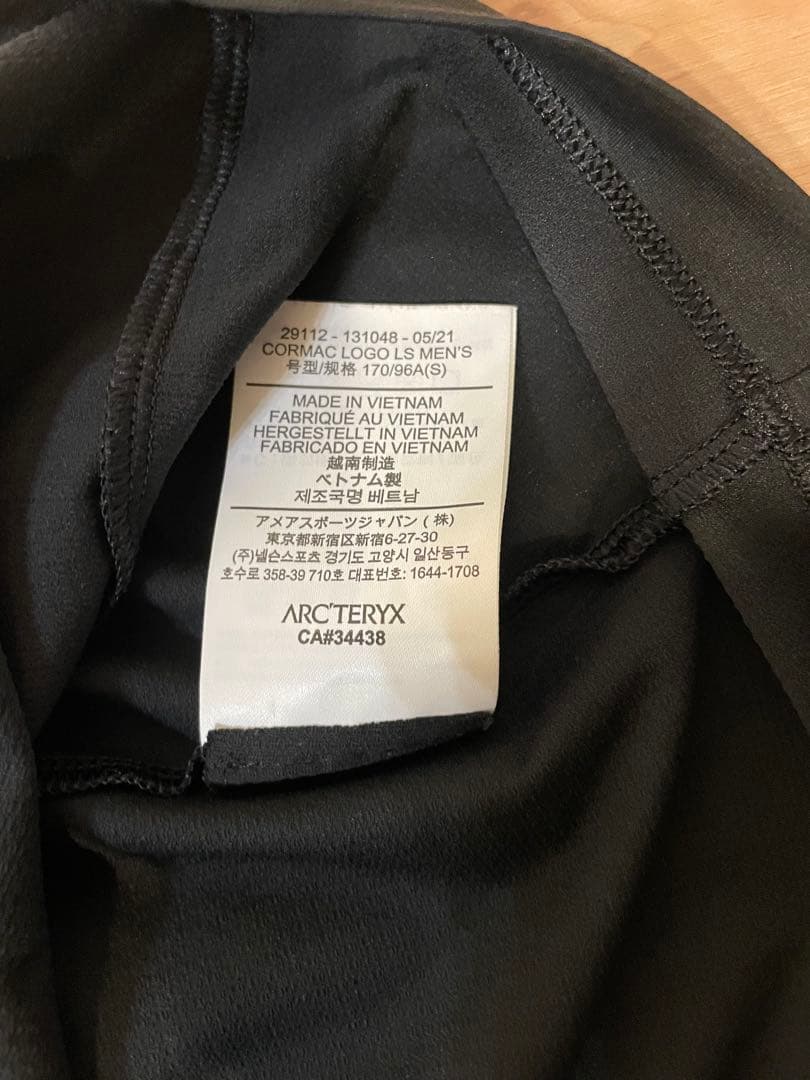 29112 - 131048 - 05/21
CORMAC LOGO LS MEN'S
号型/规格 170/96A(S)
MADE IN VIETNAM
FABRIQUÉ AU VIETNAM
HERGESTELLT IN VIETNAM
FABRICADO EN VIETNAM
越南制造
ベトナム製
제조국명 베트남
アメアスポーツジャパン ( 株)
東京都新宿区新宿6-27-30
(주)넬슨스포츠 경기도 고양시 일산동구
호수로 358-39 710호 대표번호: 1644-1708
ARC'TERYX
CA#34438